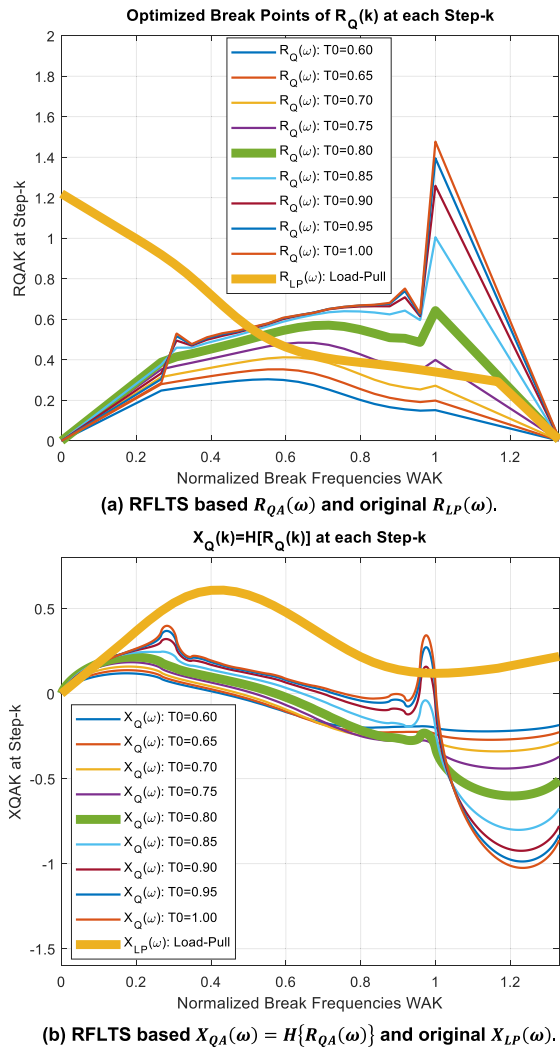 Optimized Break Points of R_Q(k) at each Step-k
2
1.8
1.6
1.4
1.2
1
0.8
0.6
0.4
0.2
0
RQAK at Step-k
R_Q(ω): T0=0.60
R_Q(ω): T0=0.65
R_Q(ω): T0=0.70
R_Q(ω): T0=0.75
R_Q(ω): T0=0.80
R_Q(ω): T0=0.85
R_Q(ω): T0=0.90
R_Q(ω): T0=0.95
R_Q(ω): T0=1.00
R_LP(ω): Load-Pull
0 0.2 0.4 0.6 0.8 1 1.2
Normalized Break Frequencies WAK
(a) RFLTS based R_QA(ω) and original R_LP(ω).
X_Q(k)=H[R_Q(k)] at each Step-k
0.5
0
-0.5
-1
-1.5
XQAK at Step-k
X_Q(ω): T0=0.60
X_Q(ω): T0=0.65
X_Q(ω): T0=0.70
X_Q(ω): T0=0.75
X_Q(ω): T0=0.80
X_Q(ω): T0=0.85
X_Q(ω): T0=0.90
X_Q(ω): T0=0.95
X_Q(ω): T0=1.00
X_LP(ω): Load-Pull
0 0.2 0.4 0.6 0.8 1 1.2
Normalized Break Frequencies WAK
(b) RFLTS based X_QA(ω) = H{R_QA(ω)} and original X_LP(ω).